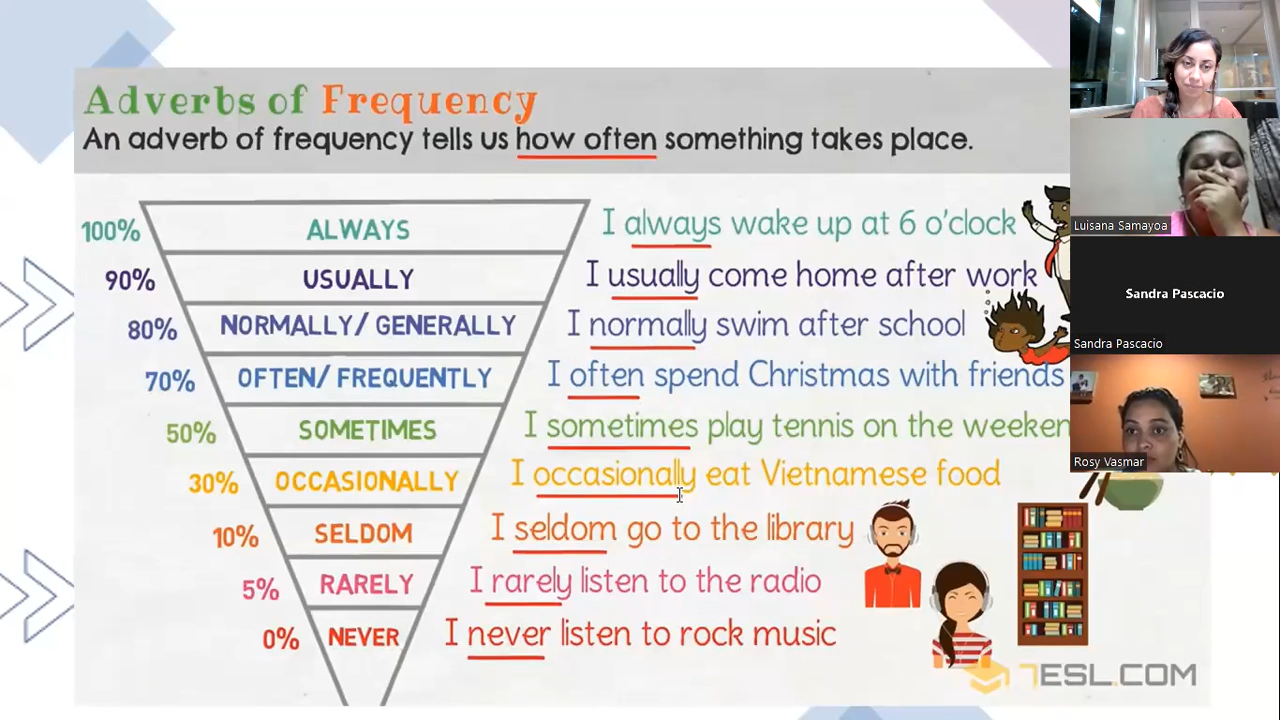 Adverbs of Frequency
An adverb of frequency tells us how often something takes place.
100% ALWAYS I always wake up at 6 o'clock
90% USUALLY I usually come home after work
80% NORMALLY/ GENERALLY I normally swim after school
70% OFTEN/ FREQUENTLY I often spend Christmas with friends
50% SOMETIMES I sometimes play tennis on the weeken
30% OCCASIONALLY I occasionally eat Vietnamese food
10% SELDOM I seldom go to the library
5% RARELY I rarely listen to the radio
0% NEVER I never listen to rock music
7ESL.COM
Luisana Samayoa
Sandra Pascacio
Sandra Pascacio
Rosy Vasmar